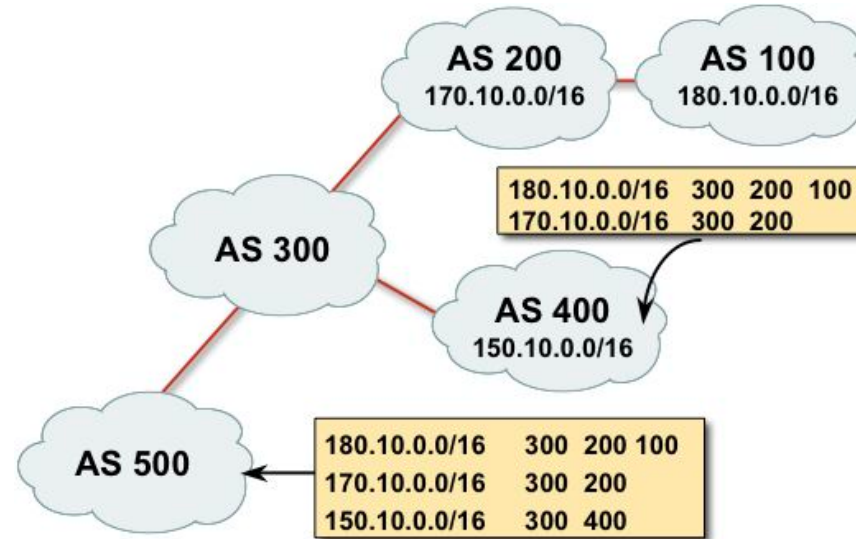 AS 200
170.10.0.0/16
AS 100
180.10.0.0/16
180.10.0.0/16 300 200 100
170.10.0.0/16 300 200
AS 300
AS 400
150.10.0.0/16
AS 500
180.10.0.0/16 300 200 100
170.10.0.0/16 300 200
150.10.0.0/16 300 400